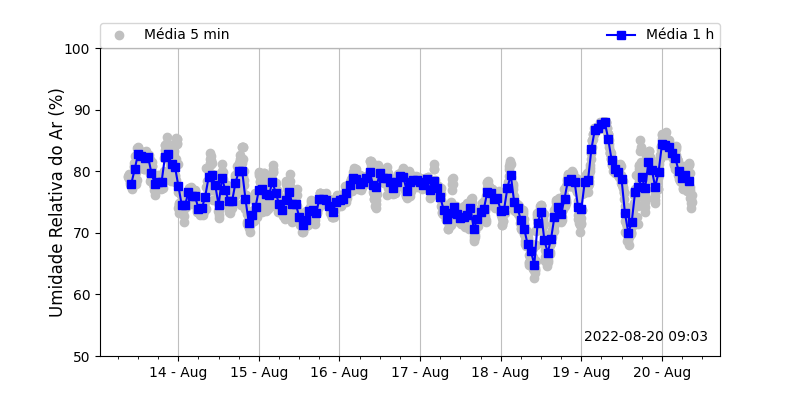 Média 5 min
Média 1 h
100
90
80
70
60
50
Umidade Relativa do Ar (%)
2022-08-20 09:03
14 - Aug
15 - Aug
16 - Aug
17 - Aug
18 - Aug
19 - Aug
20 - Aug